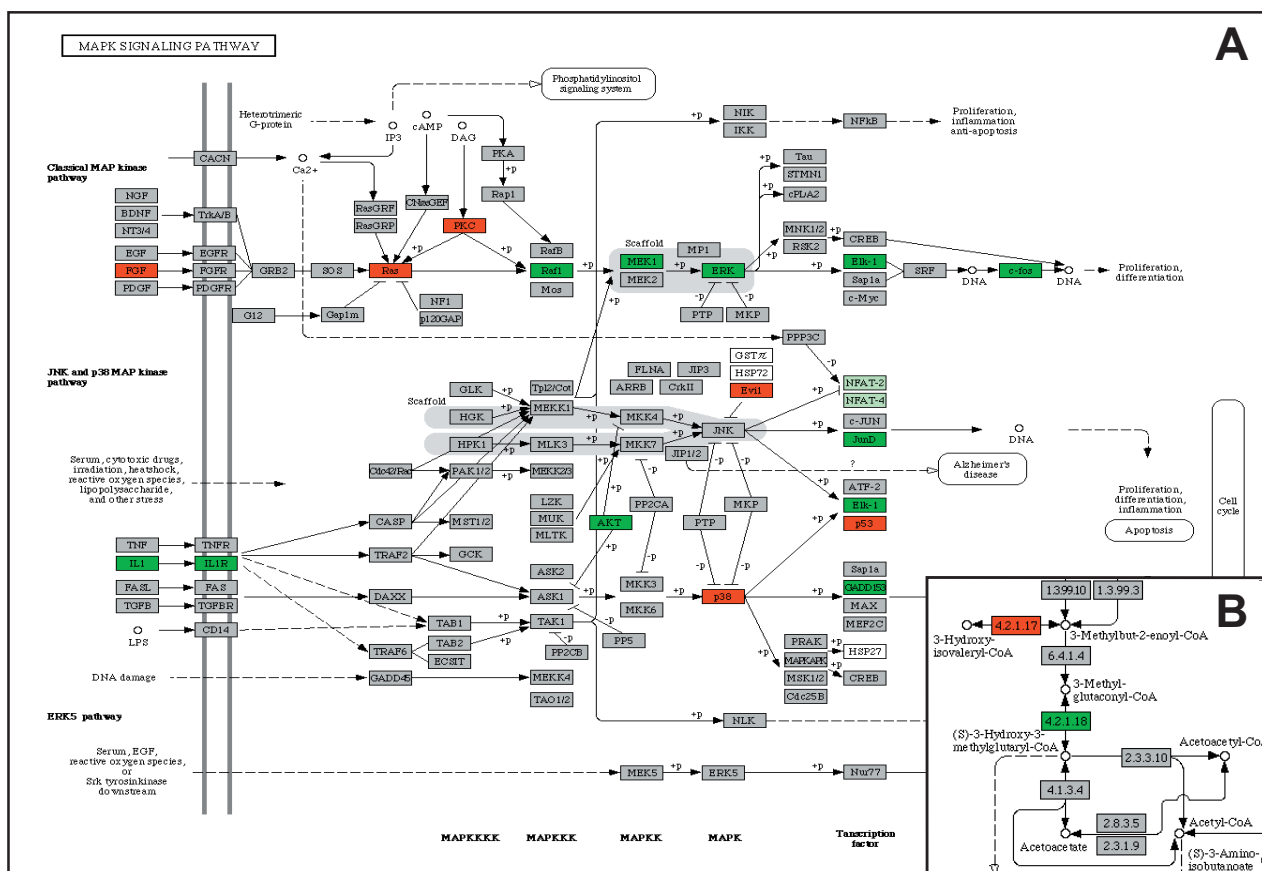 MAPK SIGNALING PATHWAY
A
Phosphatidylinositol
signaling system
Heterotrimeric
G-protein
IP3
cAMP
DAG
NIK
IKK
NFkB
Proliferation,
inflammation
anti-apoptosis
CACN
Ca2+
PKA
+p
Tau
STMN1
cPLA2
Classical MAP kinase
pathway
NGF
BDNF
NT3/4
TrkA/B
RasGRF
RasGRP
CNrasGEF
PKC
Rap1
EGF
EGFR
FGF
FGFR
PDGF
PDGFR
GRB2
SOS
Ras
RafB
Raf1
Mos
Scaffold
MEK1
MEK2
MP1
ERK
MNK1/2
RSK2
CREB
Elk-1
Sap1a
c-Myc
SRF
DNA
c-fos
DNA
Proliferation,
differentiation
G12
Gap1m
NF1
p120GAP
PTP
MKP
-p
-p
PPP3C
-p
JNK and p38 MAP kinase
pathway
GSTπ
HSP72
Evi1
FLNA
JIP3
ARRB
CrkII
NFAT-2
NFAT-4
GLK
Tpl2/Cot
Scaffold
HGK
MEKK1
MKK4
JNK
c-JUN
JunD
DNA
HPK1
MLK3
MKK7
JIP1/2
Cdc42/Rac
PAK1/2
MEKK2/3
?
Alzheimer's
disease
Serum, cytotoxic drugs,
irradiation, heatshock,
reactive oxygen species,
lipopolysaccharide,
and other stress
LZK
MUK
MLTK
PP2CA
AKT
PTP
MKP
ATF-2
Elk-1
p53
Proliferation,
differentiation,
inflammation
Apoptosis
Cell
cycle
CASP
MST1/2
TNF
TNFR
IL1
IL1R
TRAF2
GCK
FASL
FAS
TGFB
TGFBR
DAXX
ASK2
ASK1
MKK3
MKK6
p38
Sap1a
GADD153
MAX
MEF2C
LPS
CD14
TAB1
TAK1
TAB2
ECSIT
TRAF6
PP2CB
PP5
PRAK
MAPKAPK
MSK1/2
Cdc25B
HSP27
CREB
DNA damage
GADD45
MEKK4
TAO1/2
ERK5 pathway
NLK
Serum, EGF,
reactive oxygen species,
or
Srk tyrosinkinase
downstream
MEK5
+p
ERK5
+p
Nur77
MAPKKKK
MAPKKK
MAPKK
MAPK
Tanscription
factor
B
1.3.99.10
1.3.99.3
4.2.1.17
3-Hydroxy-
isovaleryl-CoA
3-Methylbut-2-enoyl-CoA
6.4.1.4
3-Methyl-
glutaconyl-CoA
4.2.1.18
(S)-3-Hydroxy-3-
methylglutaryl-CoA
2.3.3.10
Acetoacetyl-Co
4.1.3.4
2.8.3.5
2.3.1.9
Acetoacetate
Acetyl-CoA
(S)-3-Amino-
isobutanoate